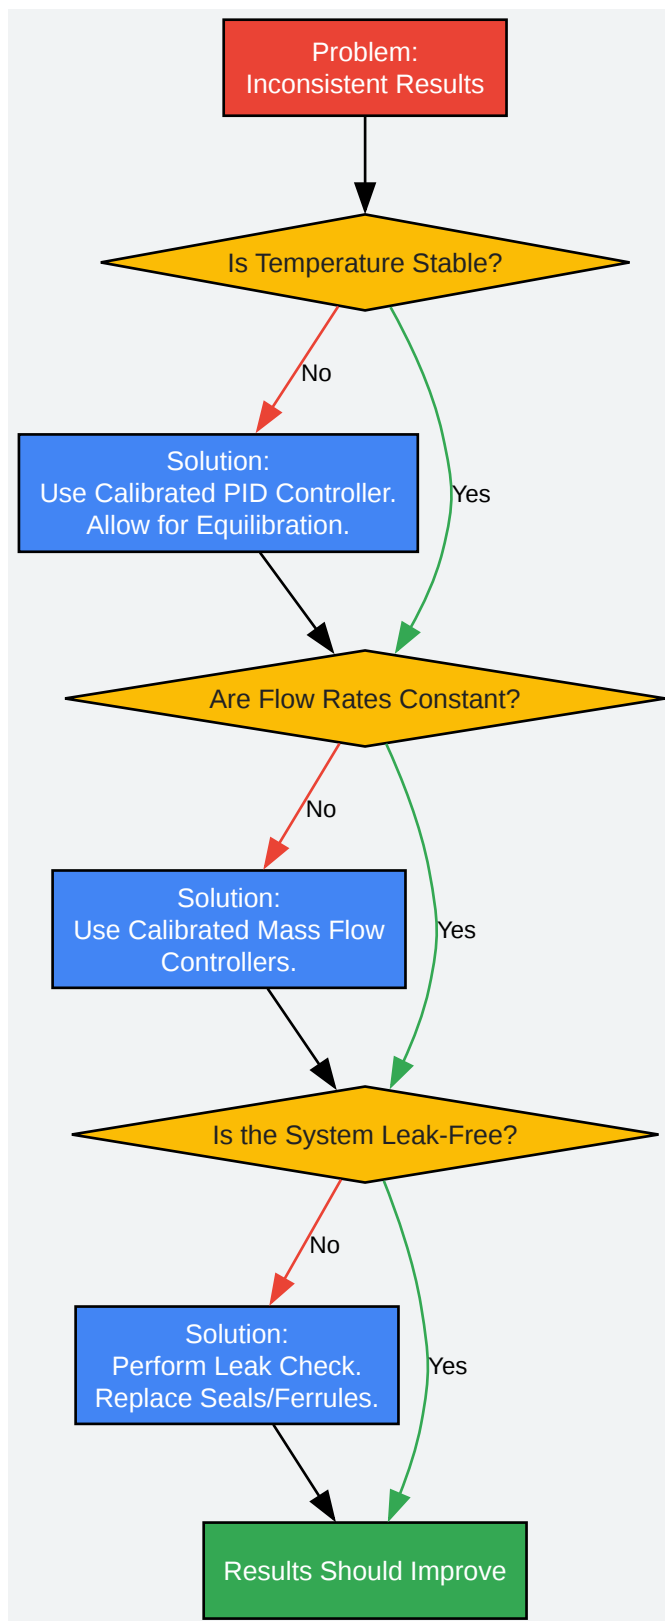 Problem:
Inconsistent Results
Is Temperature Stable?
No
Solution:
Use Calibrated PID Controller.
Allow for Equilibration.
Yes
Are Flow Rates Constant?
No
Solution:
Use Calibrated Mass Flow
Controllers.
Yes
Is the System Leak-Free?
No
Solution:
Perform Leak Check.
Replace Seals/Ferrules.
Yes
Results Should Improve